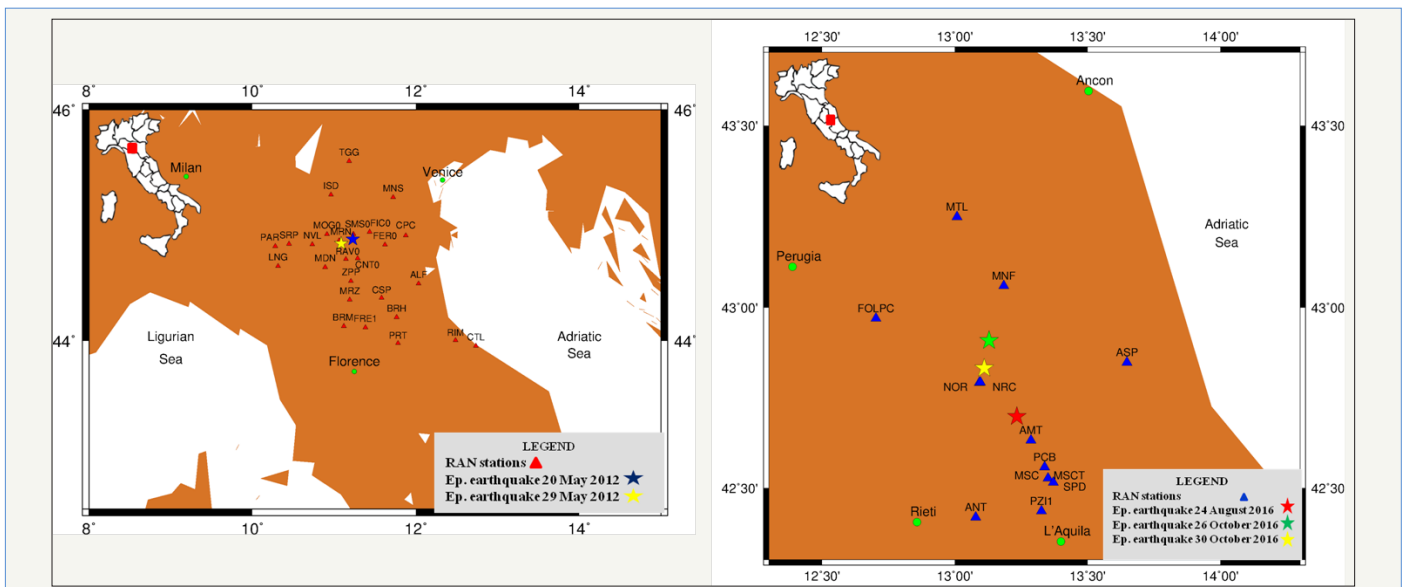 8˚ 10˚ 12˚ 14˚
46˚ 46˚
TGG
Milan
Venice
ISD MNS
MOG0 SMS0 FIC0 CPC
MRN
PAR SRP NVL FER0
RAV0
LNG MDN CNT0
ZPP ALF
MRZ CSP
BRH
BRM FRE1
PRT RIM CTL
44˚ 44˚
Ligurian
Sea
Adriatic
Sea
Florence
LEGEND
RAN stations
Ep. earthquake 20 May 2012
Ep. earthquake 29 May 2012
8˚ 10˚ 12˚ 14˚
12˚30' 13˚00' 13˚30' 14˚00'
Ancon
43˚30' 43˚30'
MTL
Adriatic
Sea
Perugia
MNF
43˚00' 43˚00'
FOLPC
ASP
NOR NRC
AMT
PCB
MSC MSCT
SPD
42˚30' 42˚30'
PZI1
ANT
Rieti
L'Aquila
LEGEND
RAN stations
Ep. earthquake 24 August 2016
Ep. earthquake 26 October 2016
Ep. earthquake 30 October 2016
12˚30' 13˚00' 13˚30' 14˚00'